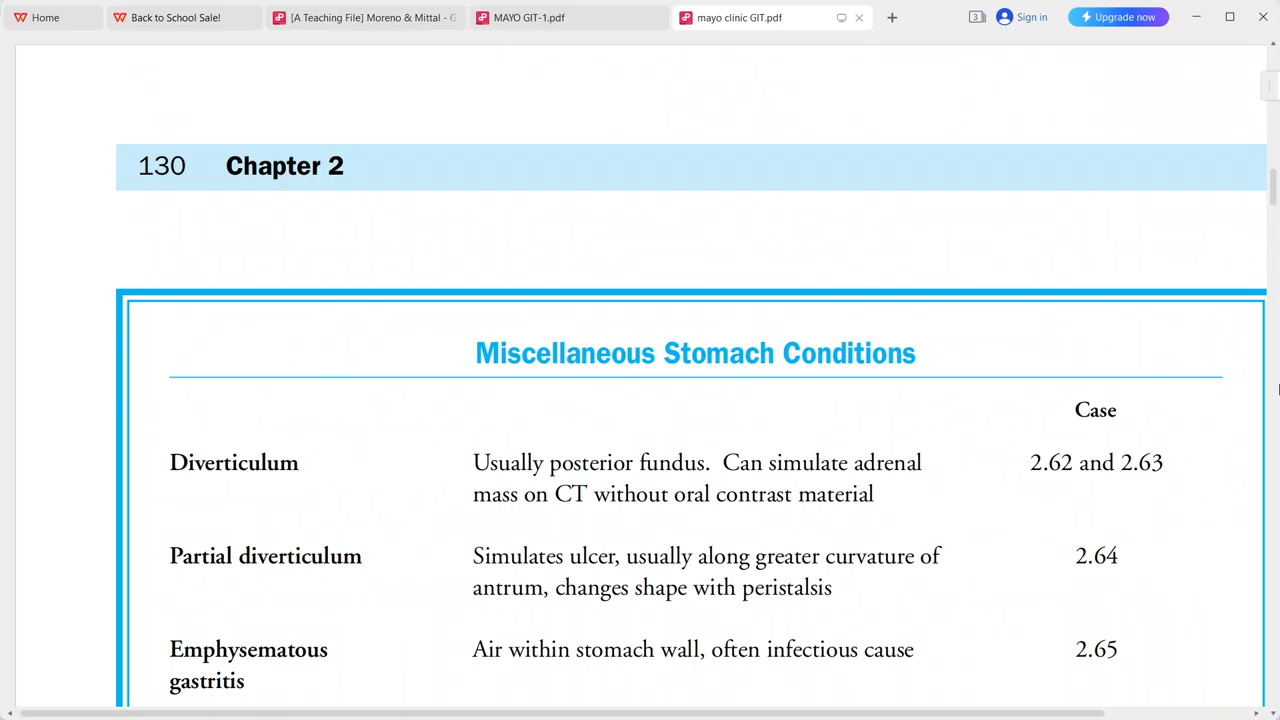 Home
Back to School Sale!
[A Teaching File] Moreno & Mittal - G
MAYO GIT-1.pdf
mayo clinic GIT.pdf
3
Sign in
Upgrade now
130 Chapter 2
Miscellaneous Stomach Conditions
Case
Diverticulum Usually posterior fundus. Can simulate adrenal 2.62 and 2.63
mass on CT without oral contrast material
Partial diverticulum Simulates ulcer, usually along greater curvature of 2.64
antrum, changes shape with peristalsis
Emphysematous Air within stomach wall, often infectious cause 2.65
gastritis